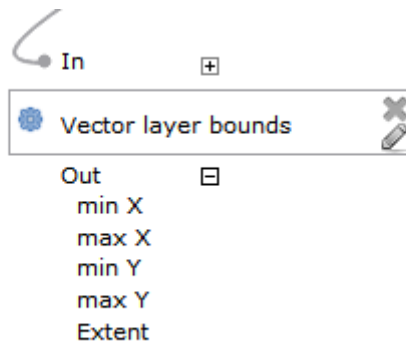 In
Vector layer bounds
Out
min X
max X
min Y
max Y
Extent